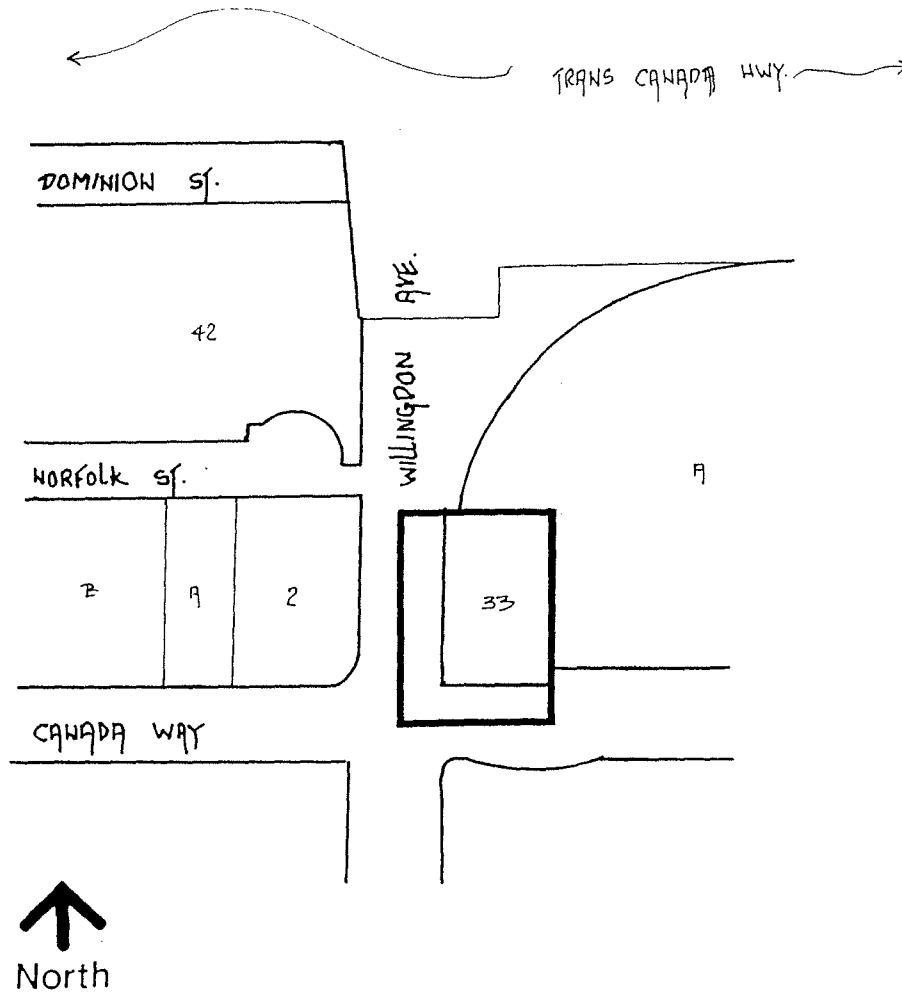 TRANS CANADA HWY.
DOMINION ST.
AVE.
42
WILLINGDON
A
NORFOLK ST.
A
2
33
CANADA WAY
North